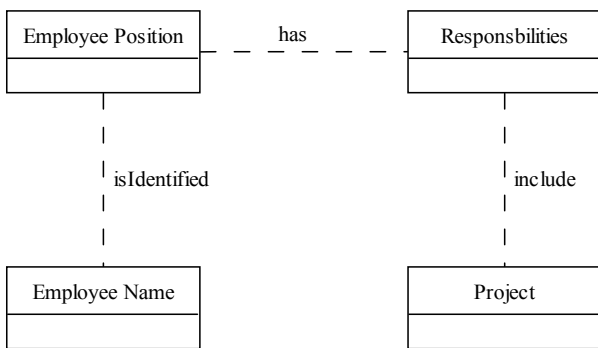 Employee Position
has
Responsbilities
isIdentified
include
Employee Name
Project